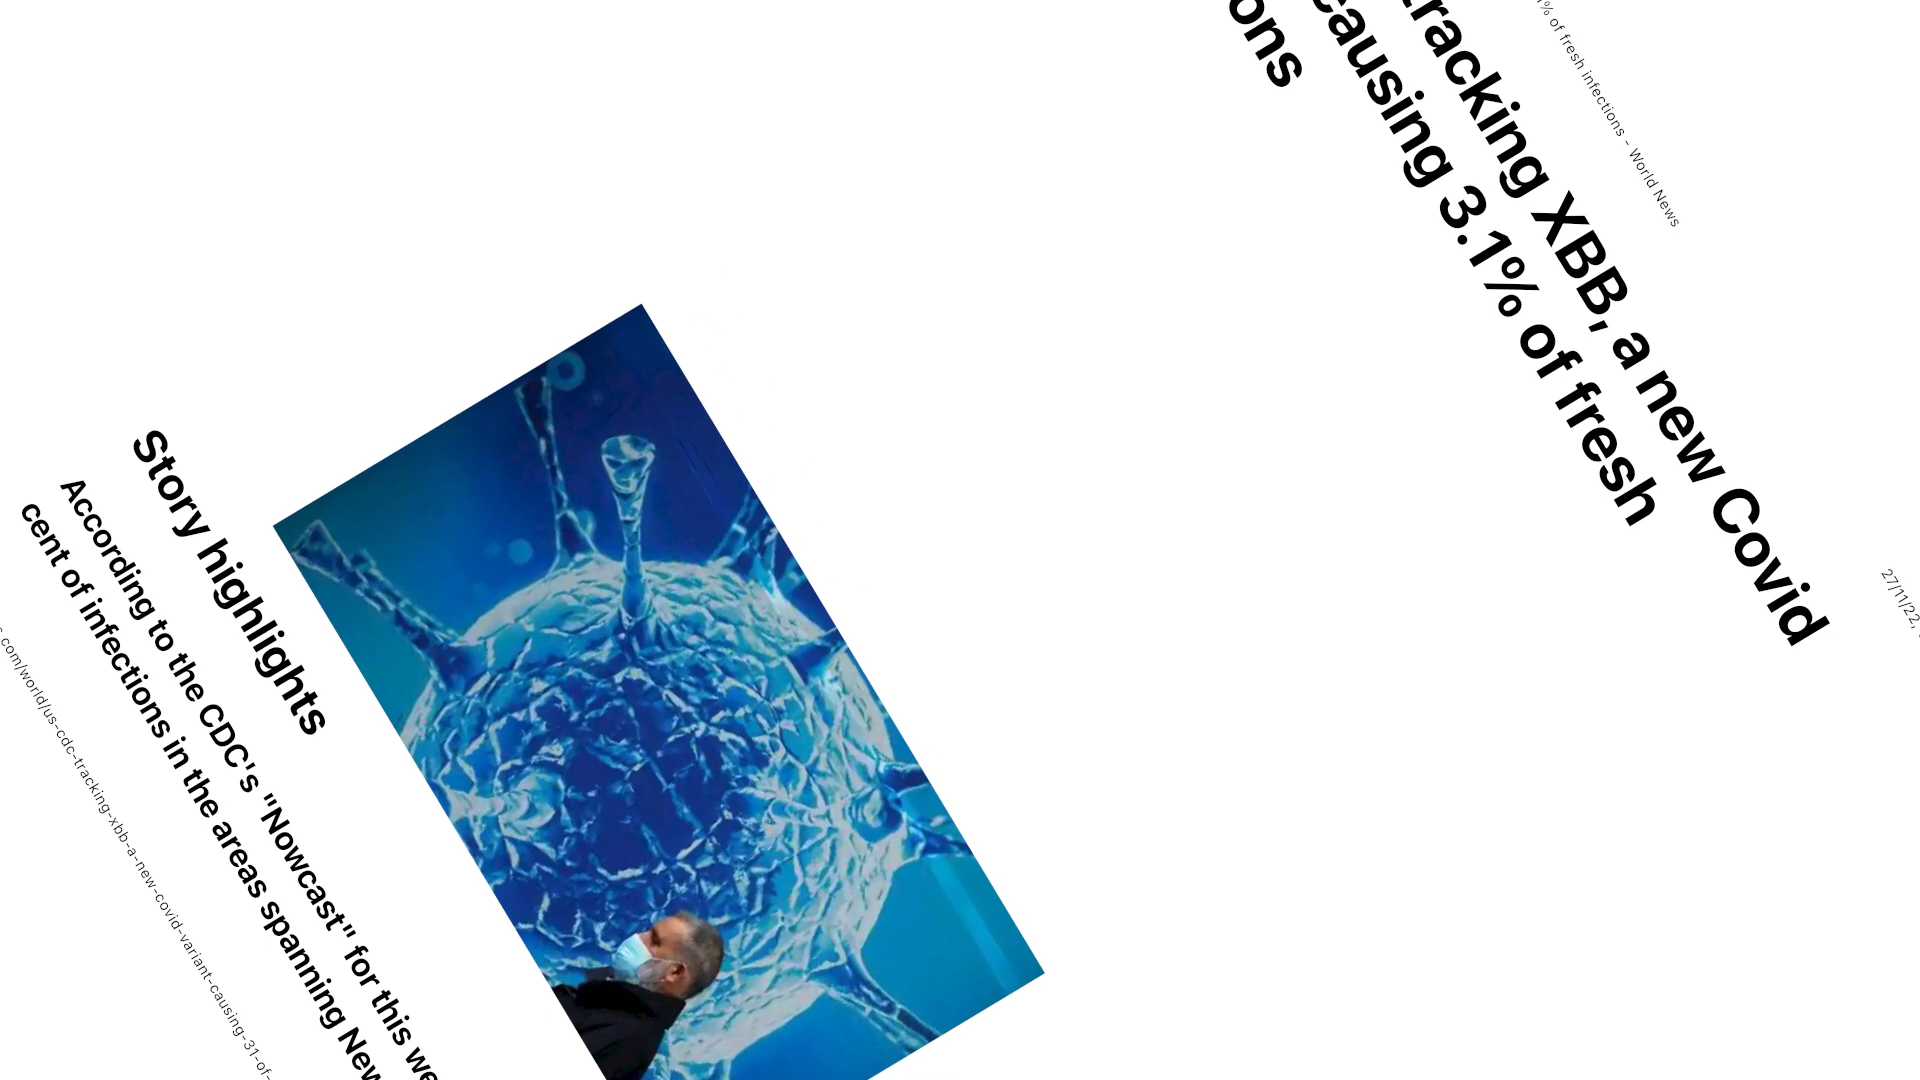 1% of fresh infections - World News
27/11/22,
tracking XBB, a new Covid
causing 3.1% of fresh
ons
Story highlights
According to the CDC's "Nowcast" for this we
cent of infections in the areas spanning New
.com/world/us-cdc-tracking-xbb-a-new-covid-variant-causing-31-of-